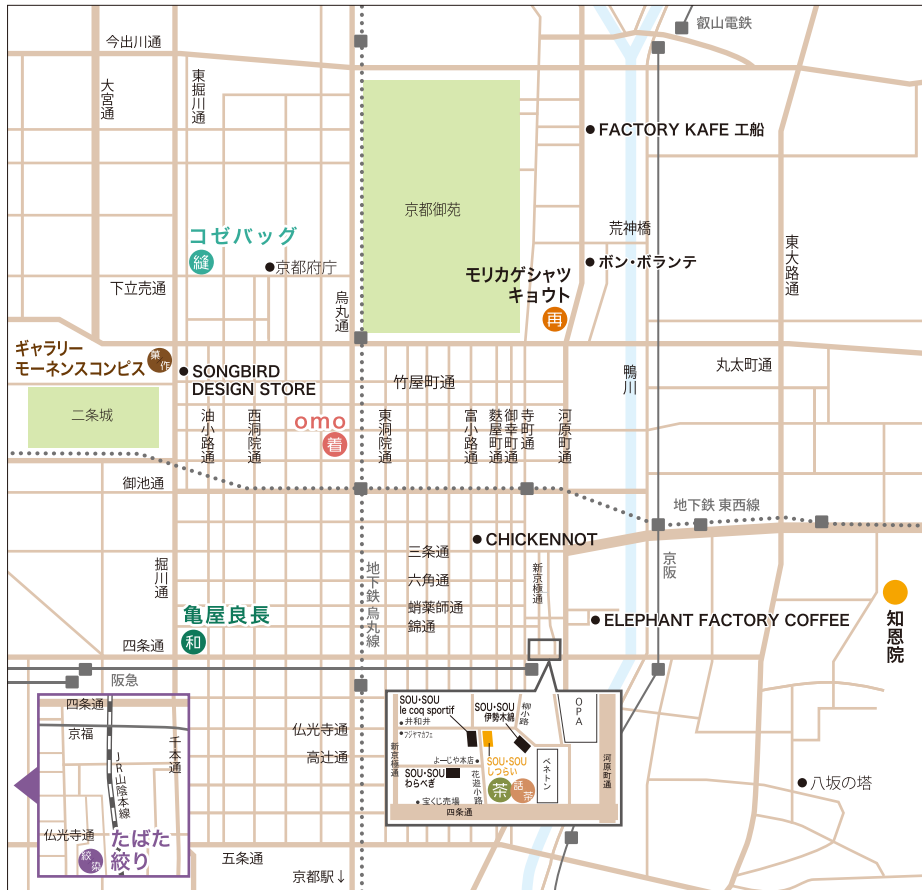 叡山電鉄
今出川通
大宮通
東堀川通
FACTORY KAFE 工船
京都御苑
荒神橋
コゼバッグ
縫
京都府庁
ボン・ボランテ
東大路通
モリカゲシャツ
キョウト
再
下立売通
烏丸通
ギャラリー
モーネンスコンピス
菓
作
SONGBIRD
DESIGN STORE
竹屋町通
鴨川
丸太町通
二条城
油小路通
西洞院通
omo
着
東洞院通
富小路通
麩屋町通
御幸町通
寺町通
河原町通
御池通
地下鉄 東西線
CHICKENNOT
三条通
堀川通
地下鉄 烏丸線
六角通
新京極通
京阪
蛸薬師通
錦通
亀屋良長
和
ELEPHANT FACTORY COFFEE
知恩院
四条通
阪急
四条通
京福
千本通
JR山陰本線
仏光寺通
たばた
絞り
絞
染
仏光寺通
高辻通
五条通
京都駅↓
SOU・SOU
le coq sportif
井和井
フジヤマカフェ
SOU・SOU
伊勢木綿
柳小路
OPA
新京極通
よーじや本店
SOU・SOU
しつらい
SOU・SOU
わらべぎ
花遊小路
茶
話
茶
ベネトン
河原町通
宝くじ売場
四条通
八坂の塔